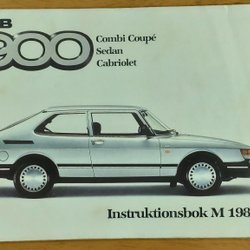 900
Combi Coupé
Sedan
Cabriolet
Instruktionsbok M 198